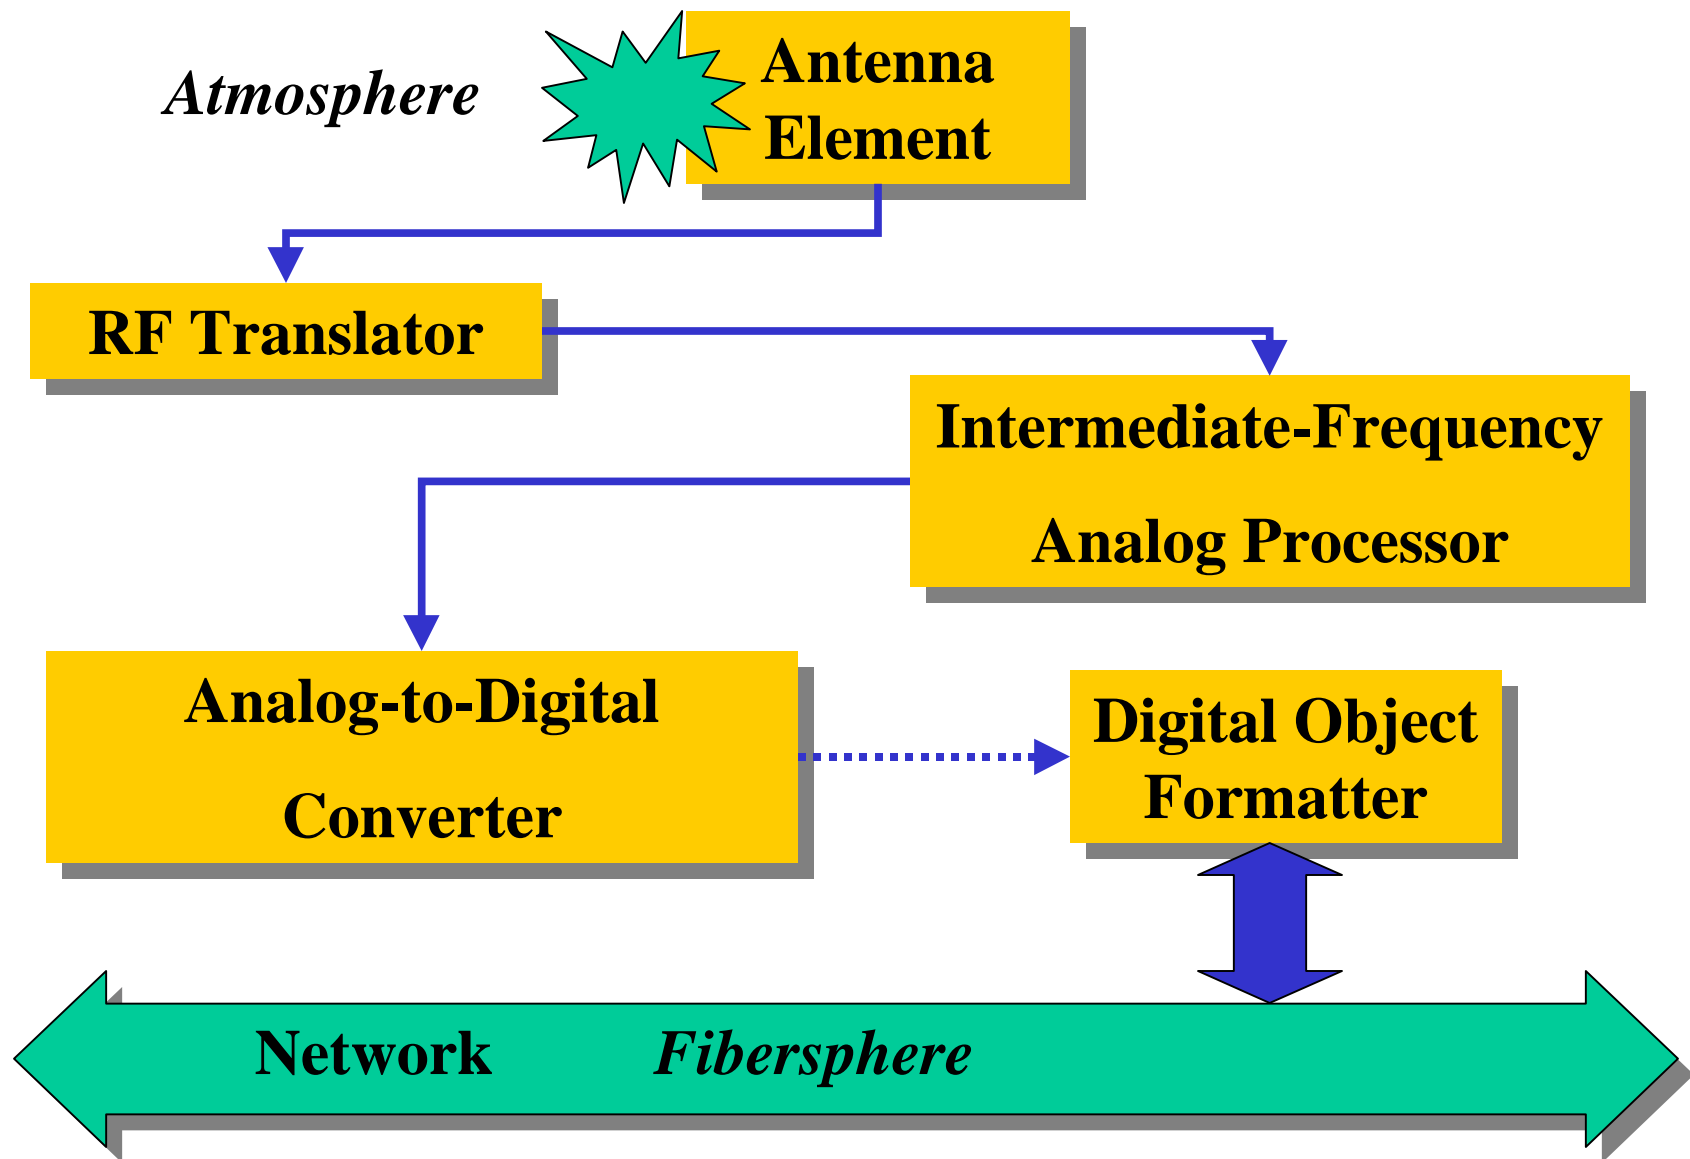 Atmosphere
Antenna
Element
RF Translator
Intermediate-Frequency
Analog Processor
Analog-to-Digital
Converter
Digital Object
Formatter
Network Fibersphere